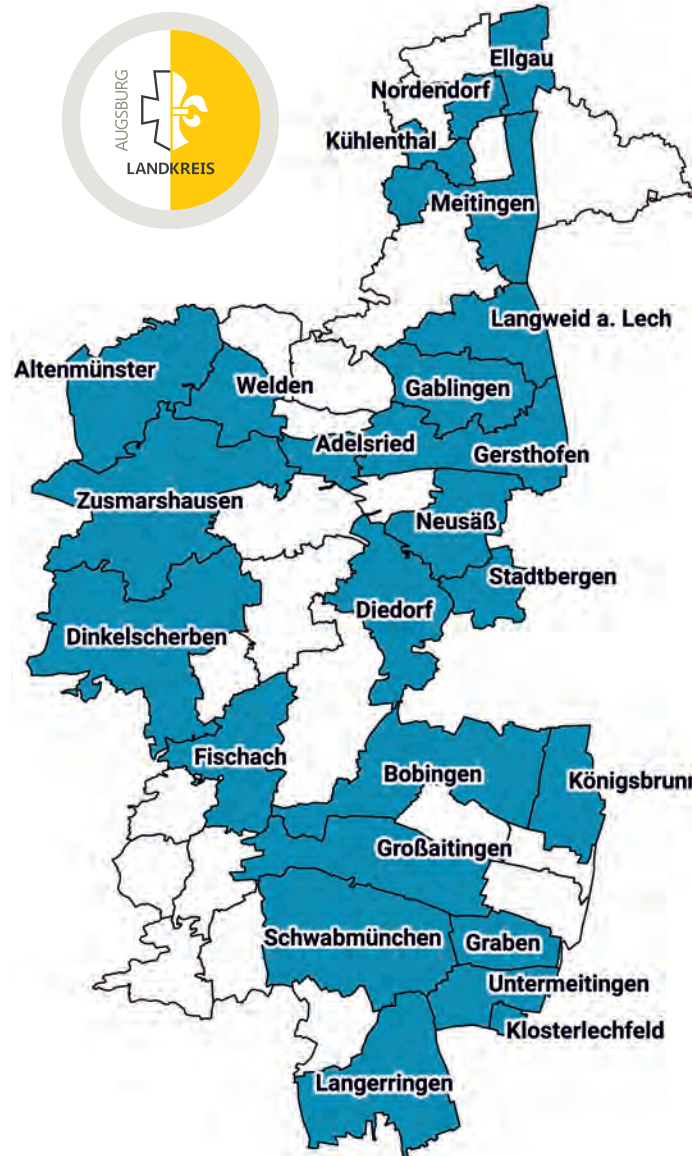 AUGSBURG
LANDKREIS
Ellgau
Nordendorf
Kühlenthal
Meitingen
Langweid a. Lech
Altenmünster
Welden
Gablingen
Adelsried
Gersthofen
Zusmarshausen
Neusäß
Stadtbergen
Diedorf
Dinkelscherben
Fischach
Bobingen
Königsbrunn
Großaitingen
Schwabmünchen
Graben
Untermeitingen
Klosterlechfeld
Langerringen